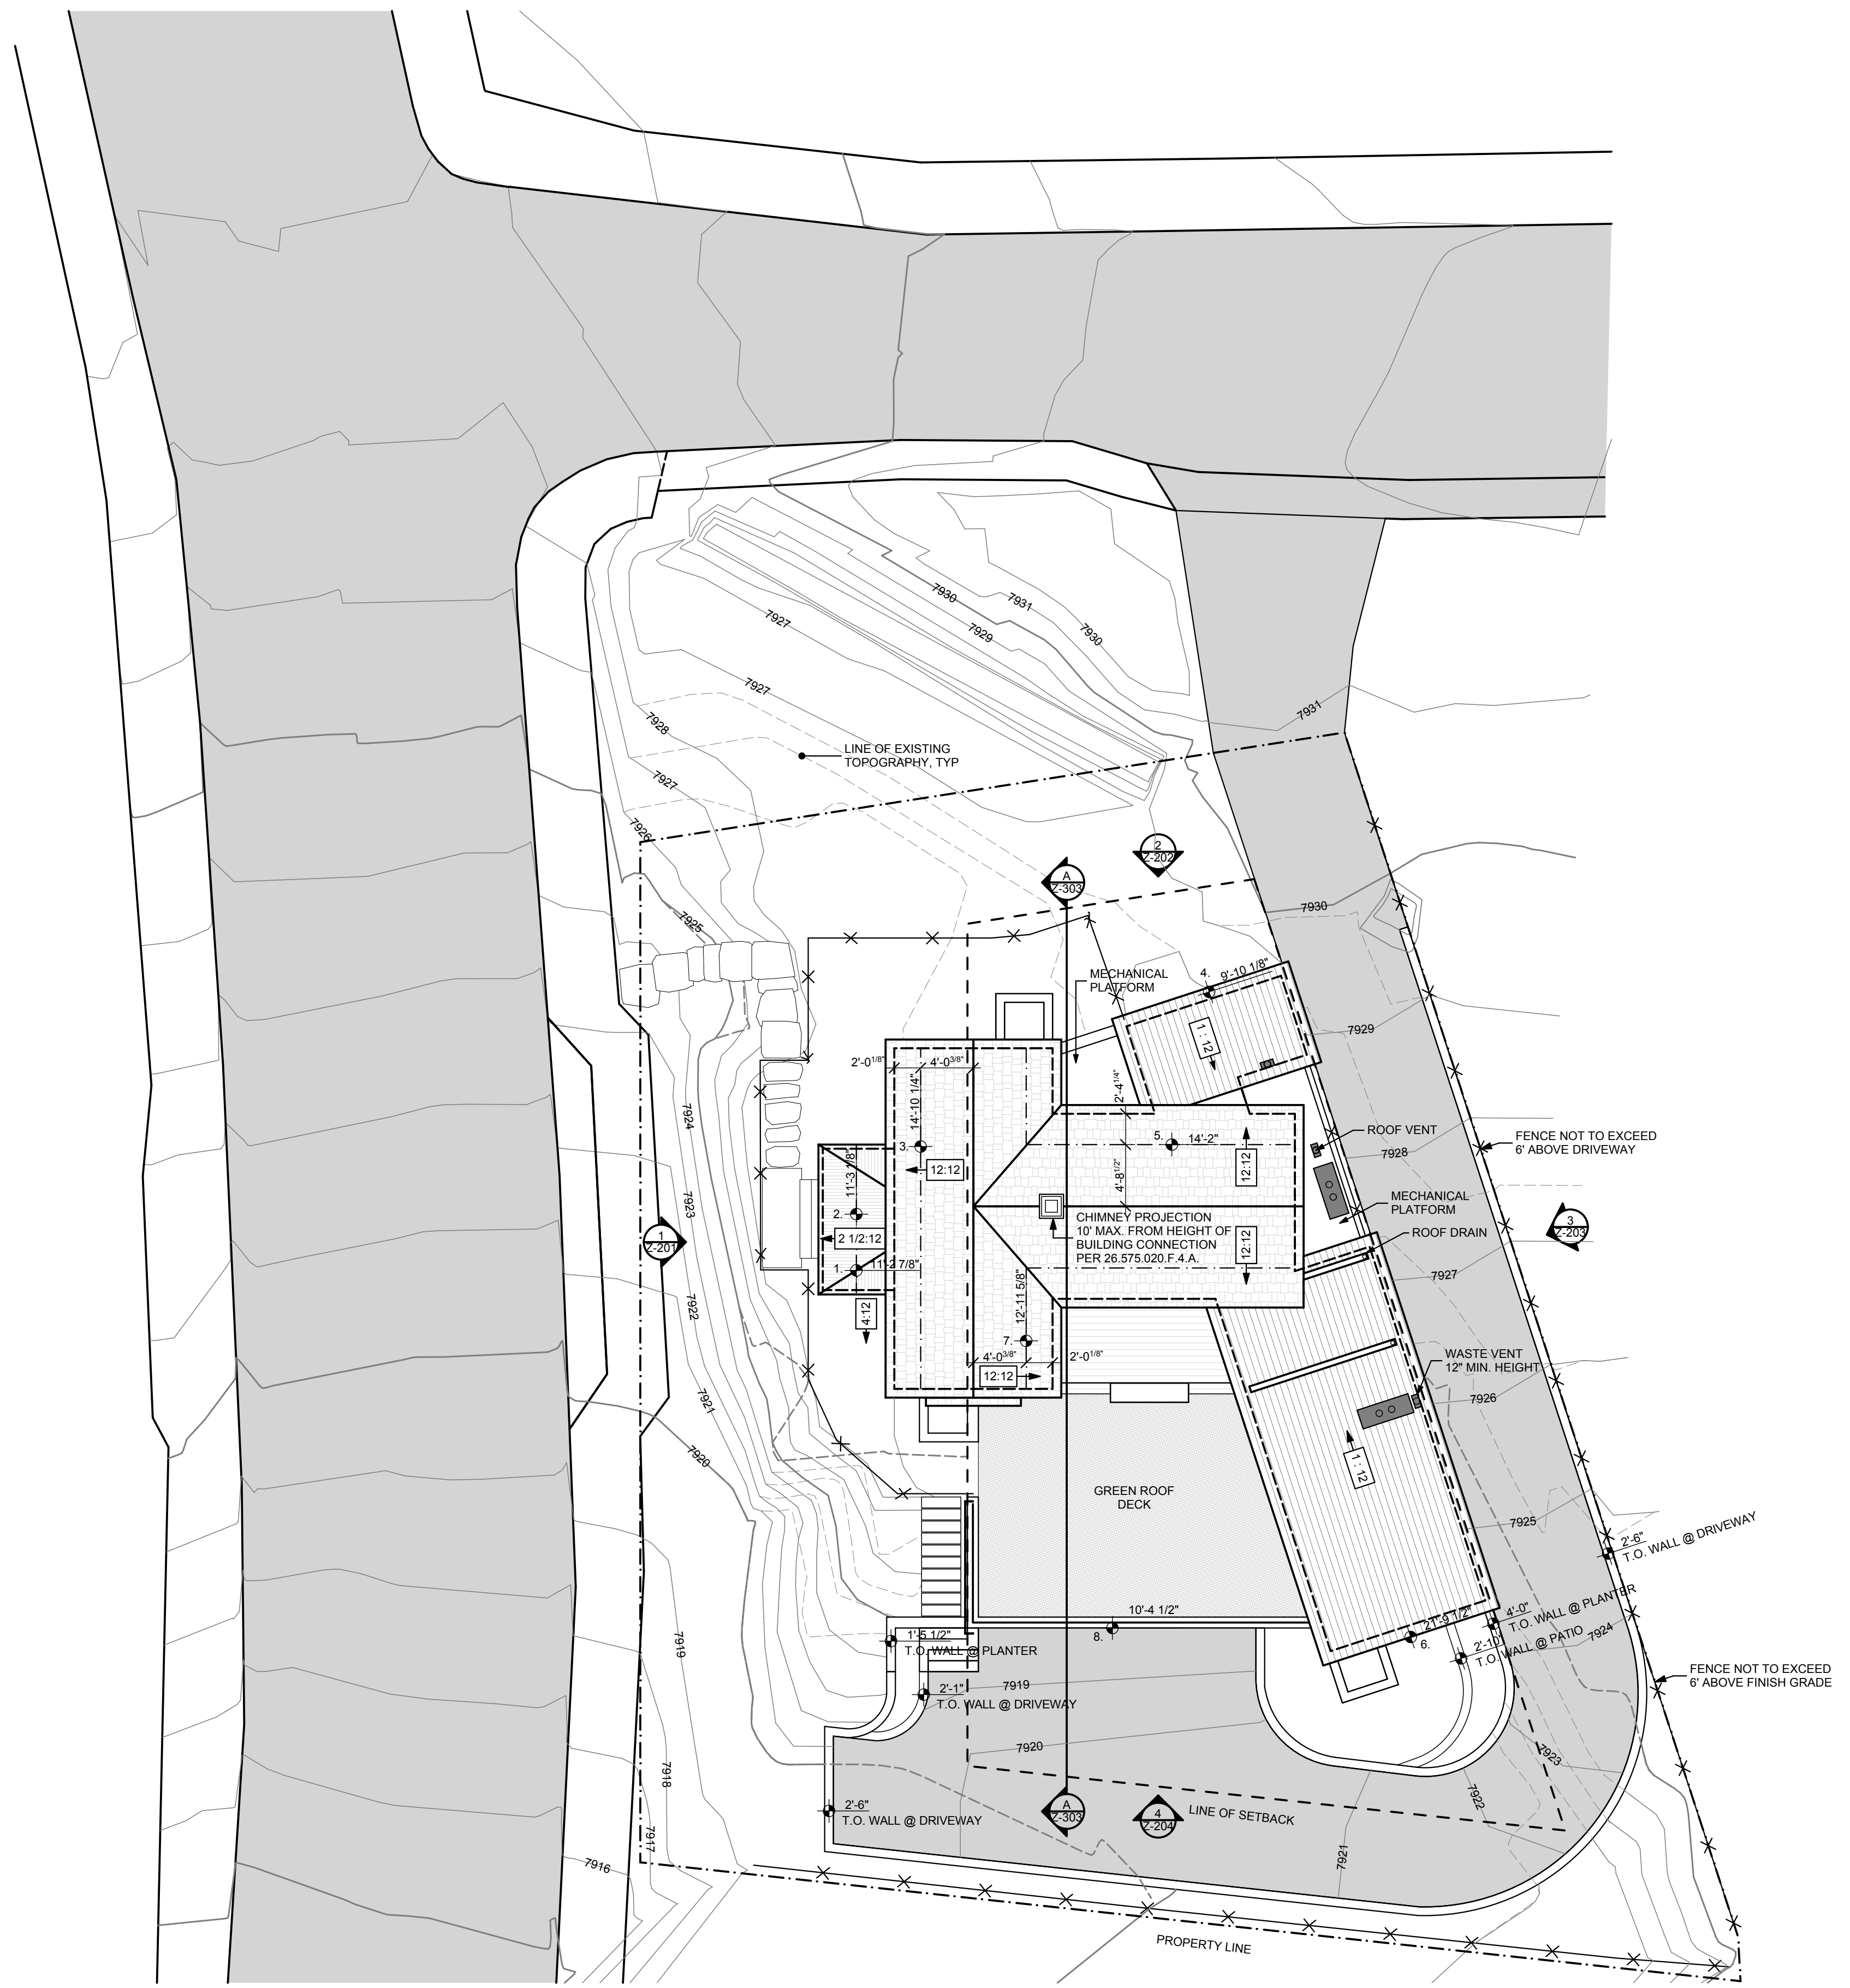 7930
7931
7929
7930
7927
7927
7928
7931
LINE OF EXISTING
TOPOGRAPHY, TYP
7927
7926
2
Z-202
A
Z-303
7925
7930
MECHANICAL
PLATFORM
4.
9'-10 1/8"
7929
1 : 12
2'-0 1/8"
4'-0 3/8"
14'-10 1/4"
2'-4 1/4"
7924
ROOF VENT
FENCE NOT TO EXCEED
6' ABOVE DRIVEWAY
3.
5.
14'-2"
7928
12:12
12:12
11'-3 1/8"
4'-8 1/2"
7923
MECHANICAL
PLATFORM
2.
CHIMNEY PROJECTION
10' MAX. FROM HEIGHT OF
BUILDING CONNECTION
PER 26.575.020.F.4.A.
3
Z-203
1
Z-201
2 1/2:12
12:12
ROOF DRAIN
1.
11'-2 7/8"
7927
7922
4:12
12'-11 5/8"
7.
4'-0 3/8"
2'-0 1/8"
WASTE VENT
12" MIN. HEIGHT
12:12
7921
7926
7920
1 : 12
GREEN ROOF
DECK
7925
2'-6"
T.O. WALL @ DRIVEWAY
10'-4 1/2"
8.
4'-0"
T.O. WALL @ PLANTER
21'-9 1/2"
6.
2'-10"
T.O. WALL @ PATIO
7924
1'-5 1/2"
T.O. WALL @ PLANTER
7919
FENCE NOT TO EXCEED
6' ABOVE FINISH GRADE
2'-1"
7919
T.O. WALL @ DRIVEWAY
7920
7923
7918
7922
2'-6"
T.O. WALL @ DRIVEWAY
A
Z-303
4
Z-204
LINE OF SETBACK
7917
7921
7916
PROPERTY LINE